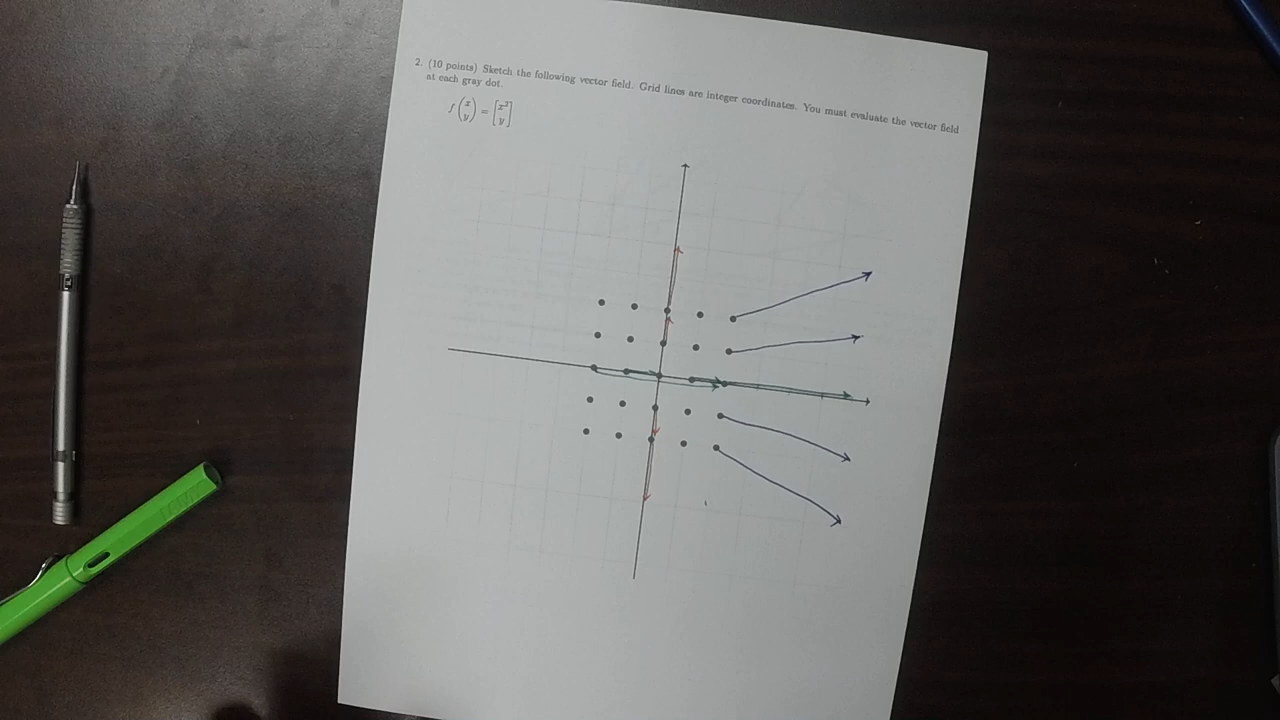 2. (10 points) Sketch the following vector field. Grid lines are integer coordinates. You must evaluate the vector field
at each gray dot.
f(x y) = [x² y]